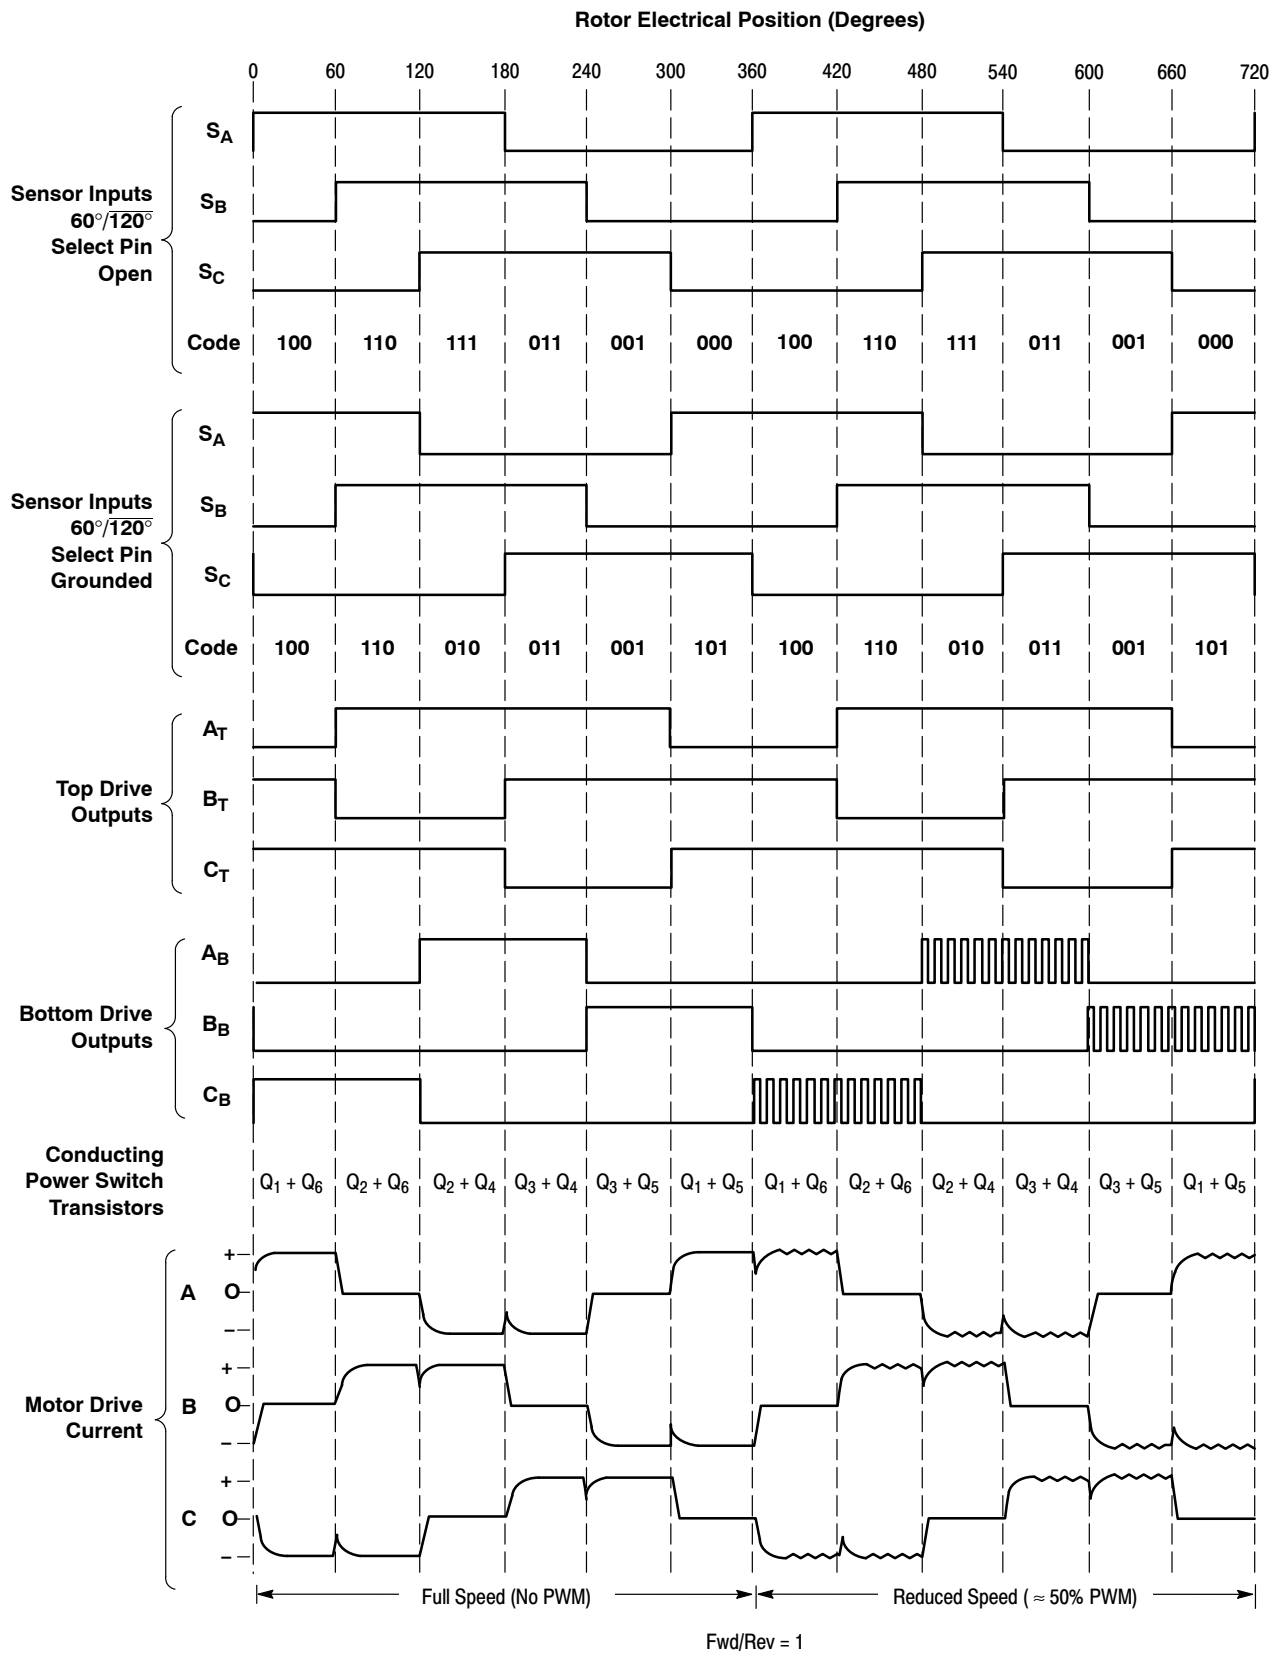 Rotor Electrical Position (Degrees)
0 60 120 180 240 300 360 420 480 540 600 660 720
Sensor Inputs
60°/120°
Select Pin
Open
SA
SB
SC
Code 100 110 111 011 001 000 100 110 111 011 001 000
Sensor Inputs
60°/120°
Select Pin
Grounded
SA
SB
SC
Code 100 110 010 011 001 101 100 110 010 011 001 101
Top Drive
Outputs
AT
BT
CT
Bottom Drive
Outputs
AB
BB
CB
Conducting
Power Switch
Transistors
Q1 + Q6 Q2 + Q6 Q2 + Q4 Q3 + Q4 Q3 + Q5 Q1 + Q5 Q1 + Q6 Q2 + Q6 Q2 + Q4 Q3 + Q4 Q3 + Q5 Q1 + Q5
Motor Drive
Current
+
A O
−
+
B O
−
+
C O
−
Full Speed (No PWM) Reduced Speed ( ≈ 50% PWM)
Fwd/Rev = 1